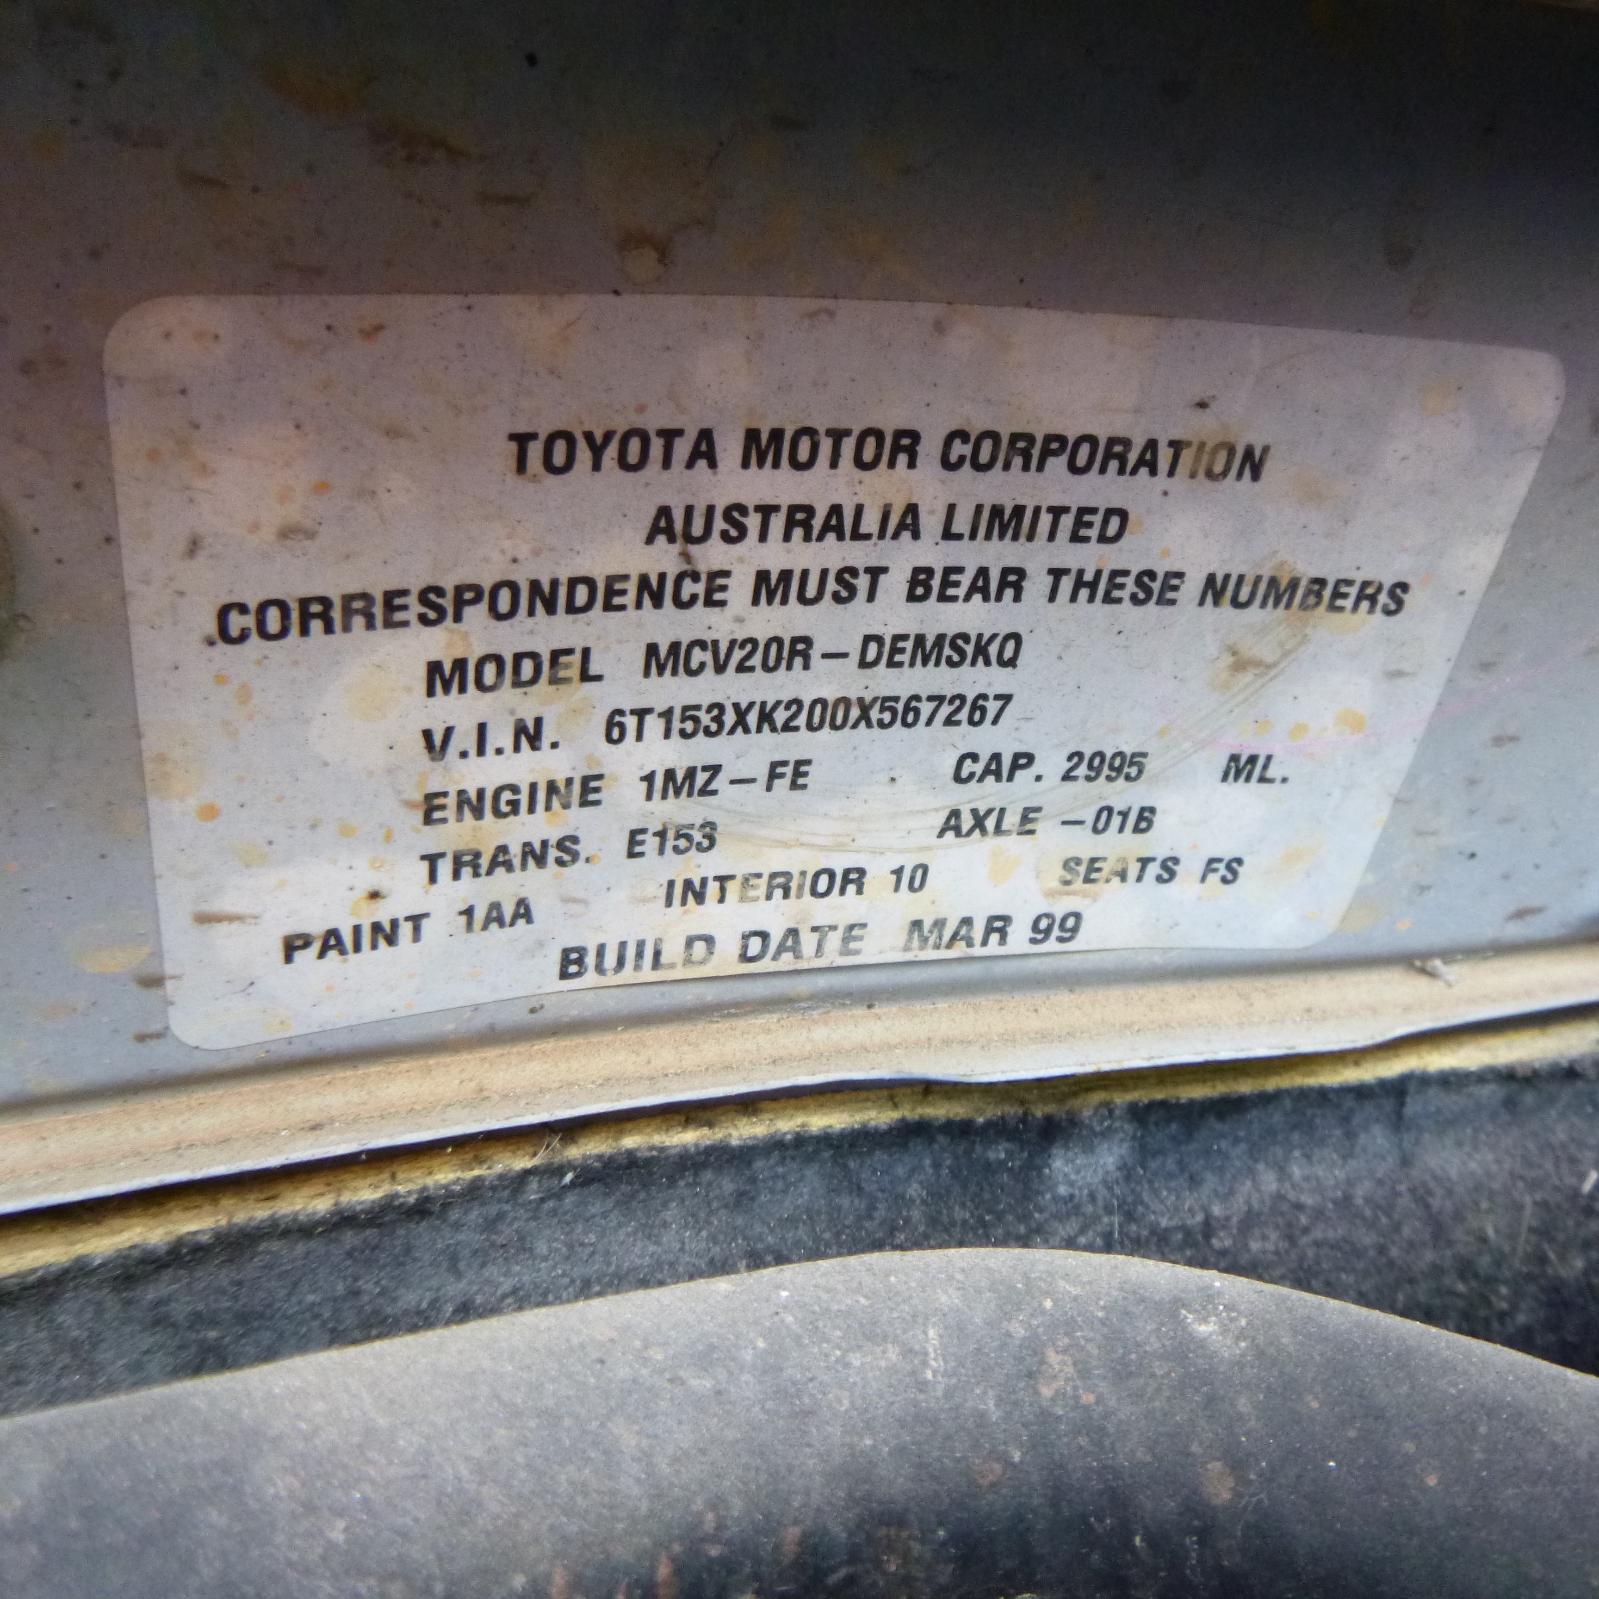 TOYOTA MOTOR CORPORATION
AUSTRALIA LIMITED
CORRESPONDENCE MUST BEAR THESE NUMBERS
MODEL MCV20R-DEMSKQ
V.I.N. 6T153XK200X567267
ENGINE 1MZ-FE CAP. 2995 ML.
TRANS. E153 AXLE -01B
PAINT 1AA INTERIOR 10 SEATS FS
BUILD DATE MAR 99